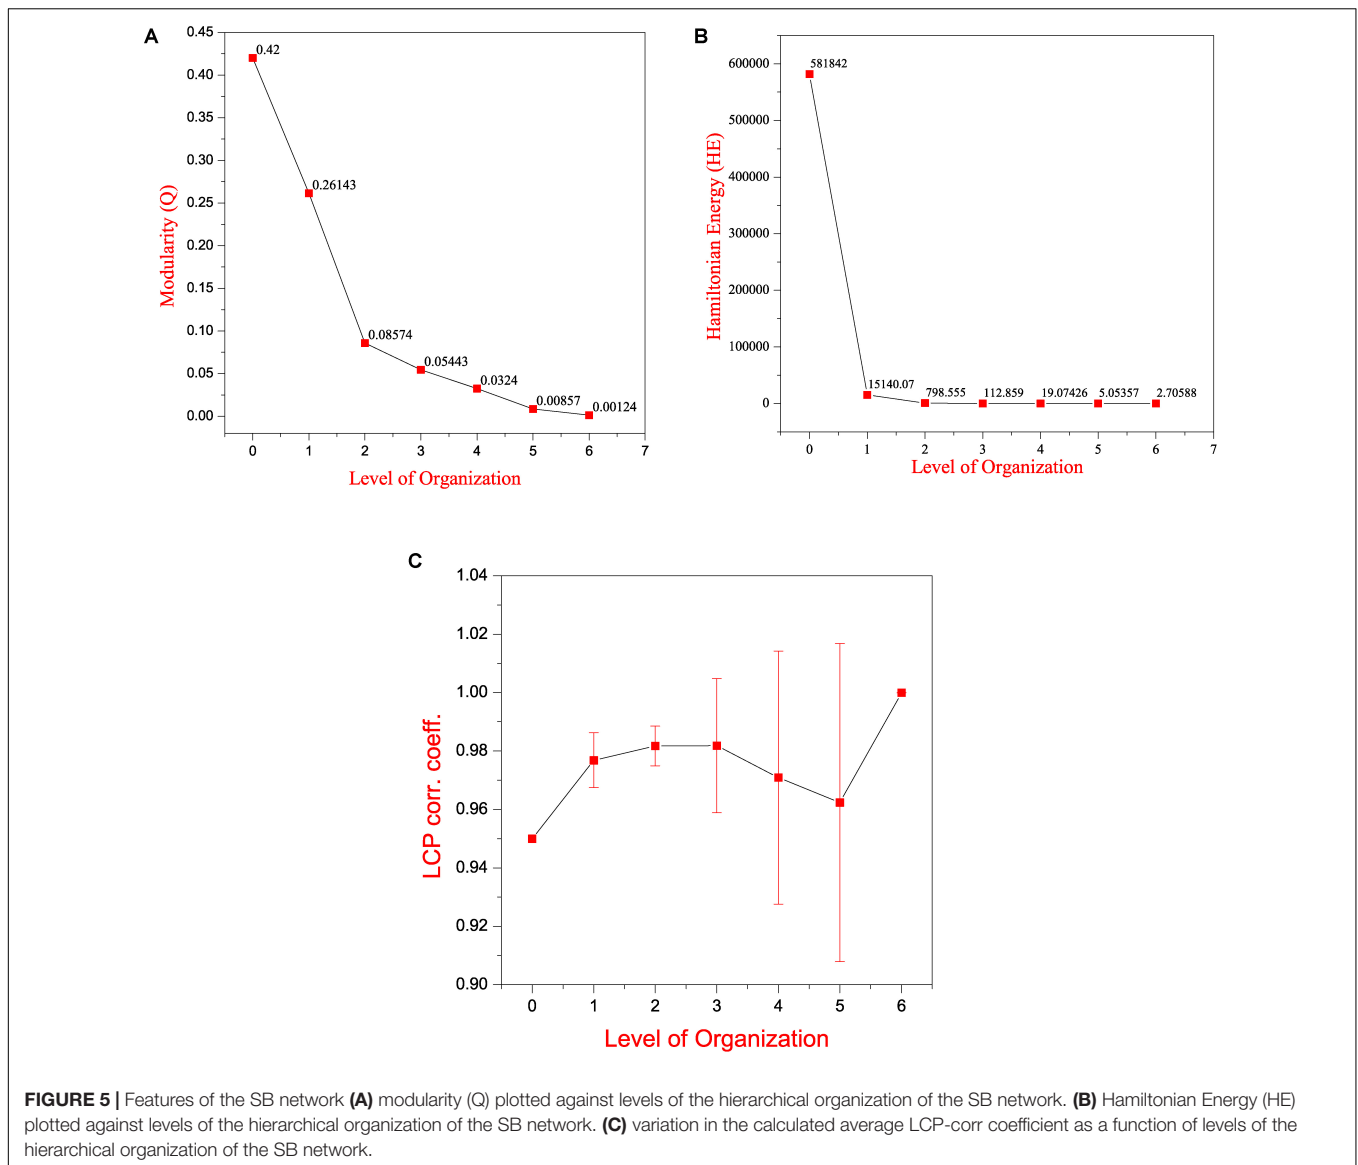 A
0.45
0.40
0.35
0.30
0.25
0.20
0.15
0.10
0.05
0.00
Modularity (Q)
0.42
0.26143
0.08574
0.05443
0.0324
0.00857
0.00124
0 1 2 3 4 5 6 7
Level of Organization
B
600000
500000
400000
300000
200000
100000
0
Hamiltonian Energy (HE)
581842
15140.07
798.555
112.859
19.07426
5.05357
2.70588
0 1 2 3 4 5 6 7
Level of Organization
C
1.04
1.02
1.00
0.98
0.96
0.94
0.92
0.90
LCP corr. coeff.
0 1 2 3 4 5 6
Level of Organization
FIGURE 5 | Features of the SB network (A) modularity (Q) plotted against levels of the hierarchical organization of the SB network. (B) Hamiltonian Energy (HE)
plotted against levels of the hierarchical organization of the SB network. (C) variation in the calculated average LCP-corr coefficient as a function of levels of the
hierarchical organization of the SB network.